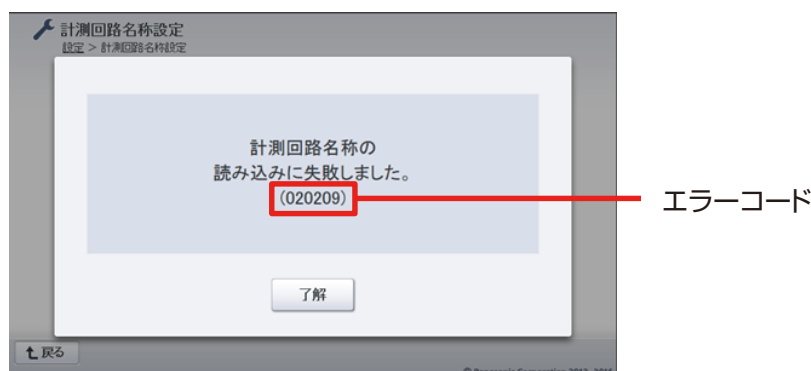 計測回路名称設定
設定 > 計測回路名称設定
計測回路名称の
読み込みに失敗しました。
(020209)
エラーコード
了解
戻る